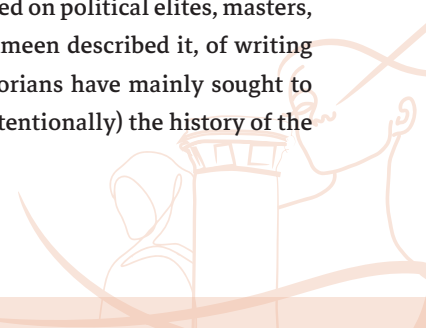 ed on political elites, masters,
meen described it, of writing
orians have mainly sought to
tentionally) the history of the